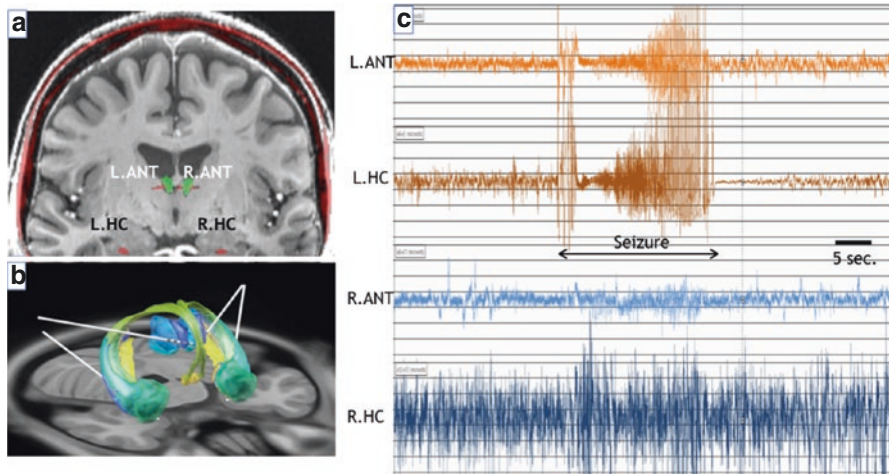 a
L.ANT R.ANT
L.HC R.HC
b
c
L.ANT
L.HC
Seizure
5 sec.
R.ANT
R.HC